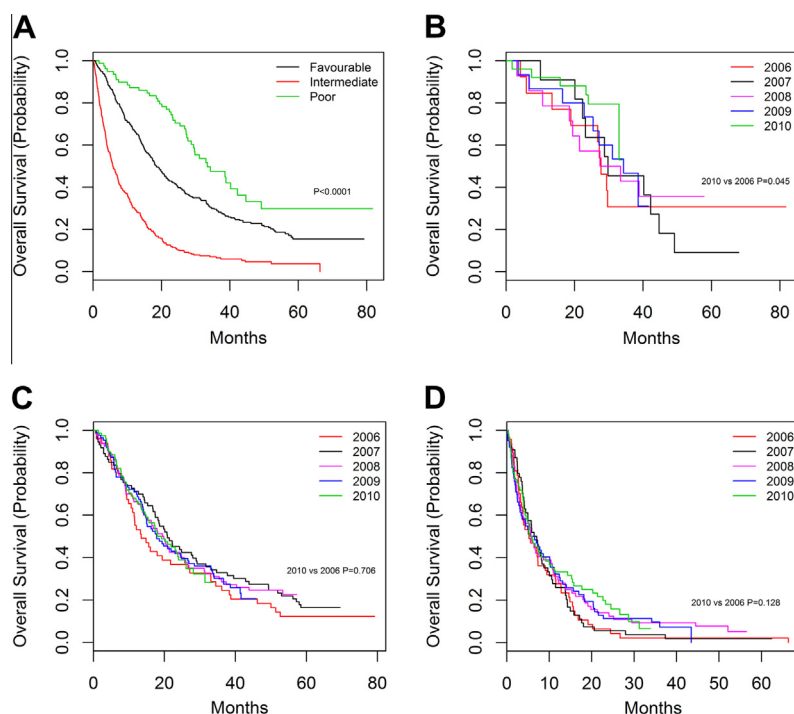 A
Overall Survival (Probability)
0.0 0.2 0.4 0.6 0.8 1.0
Favourable
Intermediate
Poor
P<0.0001
0 20 40 60 80
Months
B
Overall Survival (Probability)
0.0 0.2 0.4 0.6 0.8 1.0
2006
2007
2008
2009
2010
2010 vs 2006 P=0.045
0 20 40 60 80
Months
C
Overall Survival (Probability)
0.0 0.2 0.4 0.6 0.8 1.0
2006
2007
2008
2009
2010
2010 vs 2006 P=0.706
0 20 40 60 80
Months
D
Overall Survival (Probability)
0.0 0.2 0.4 0.6 0.8 1.0
2006
2007
2008
2009
2010
2010 vs 2006 P=0.128
0 10 20 30 40 50 60
Months